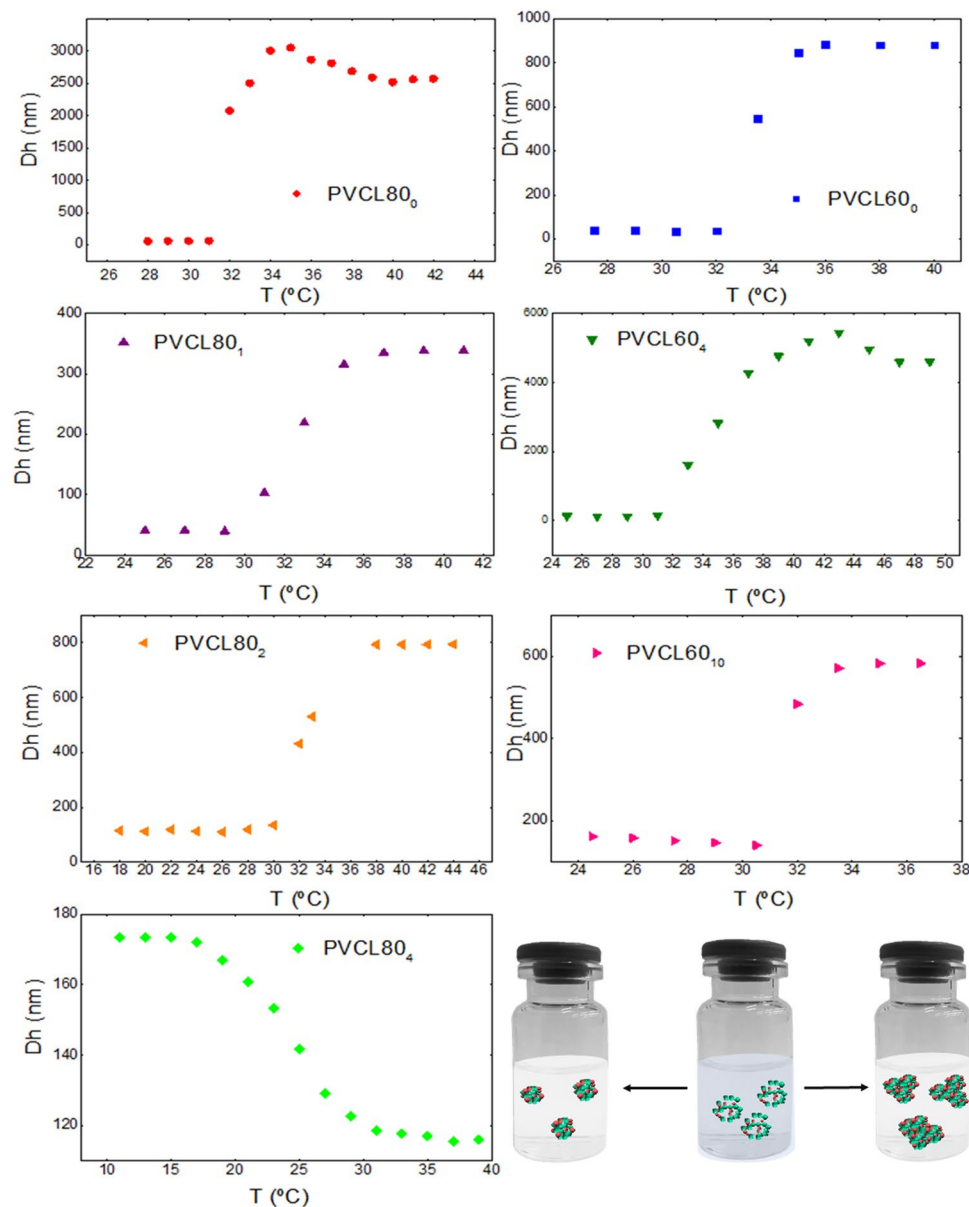 Dh (nm)
3000
2500
2000
1500
1000
500
0
PVCL80₀
26 28 30 32 34 36 38 40 42 44
T (ºC)
Dh (nm)
1000
800
600
400
200
0
PVCL60₀
26 28 30 32 34 36 38 40
T (ºC)
Dh (nm)
400
300
200
100
0
PVCL80₁
22 24 26 28 30 32 34 36 38 40 42
T (ºC)
Dh (nm)
6000
4000
2000
0
PVCL60₄
24 26 28 30 32 34 36 38 40 42 44 46 48 50
T (ºC)
Dh (nm)
800
600
400
200
0
PVCL80₂
16 18 20 22 24 26 28 30 32 34 36 38 40 42 44 46
T (ºC)
Dh (nm)
600
400
200
PVCL60₁₀
24 26 28 30 32 34 36 38
T (ºC)
Dh (nm)
180
160
140
120
PVCL80₄
10 15 20 25 30 35 40
T (ºC)